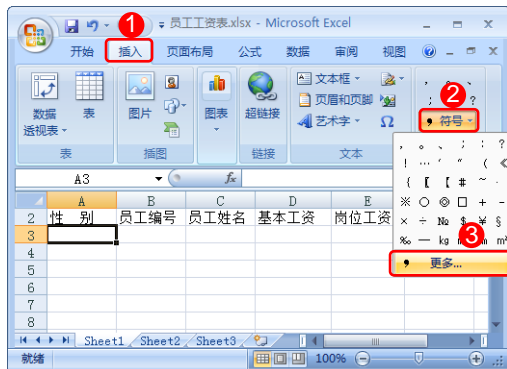 1
员工工资表.xlsx - Microsoft Excel
开始 插入 页面布局 公式 数据 审阅 视图
数据透视表 表 图片 图表 超链接 文本框 页眉和页脚 艺术字 Ω
, 。 、
; ?
2
, 符号
表 插图 链接 文本
, 。 、 ; : ?
! … ′ ″ ( 《
{ 【 〖 # ~
※ ○ ◎ □ + -
× ÷ № $ ¥ §
‰ — kg m²
3
, 更多...
A3 fx
A B C D E
2 性 别 员工编号 员工姓名 基本工资 岗位工资
3
4
5
6
7
8
Sheet1 Sheet2 Sheet3
就绪 100%